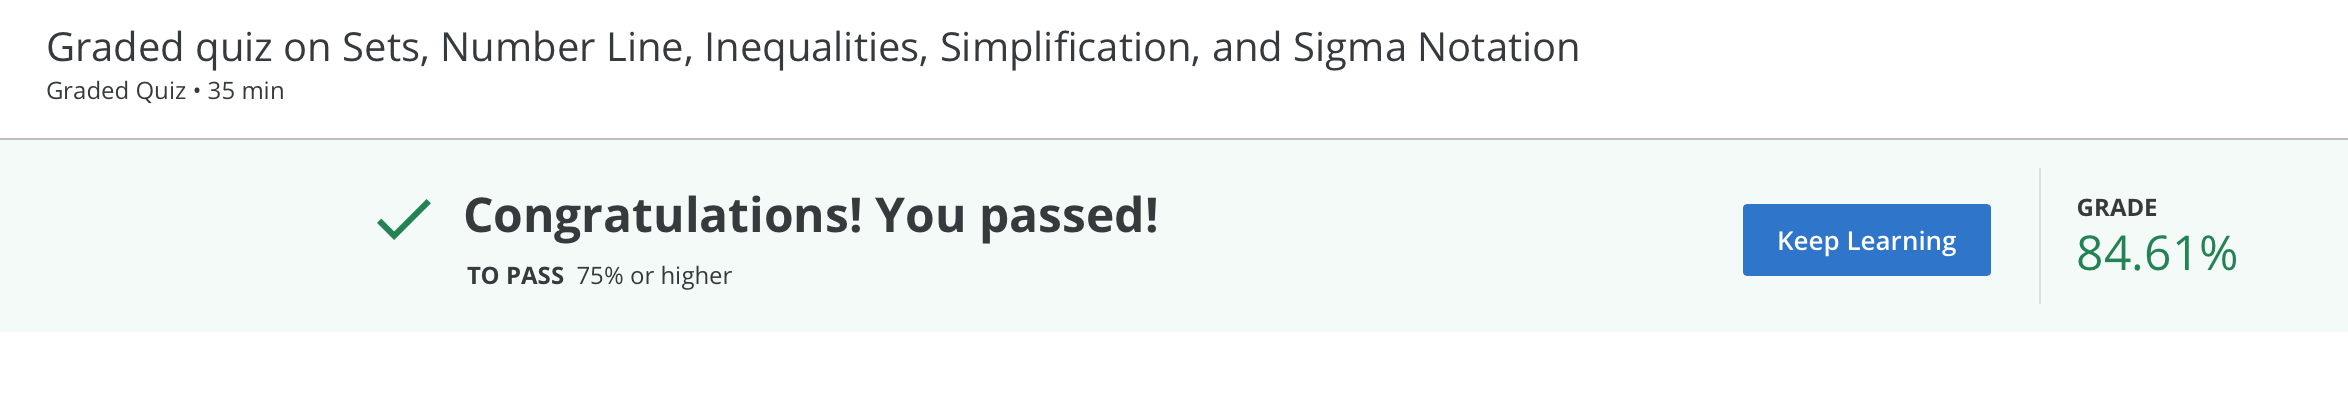 Graded quiz on Sets, Number Line, Inequalities, Simplification, and Sigma Notation
Graded Quiz • 35 min
Congratulations! You passed!
TO PASS 75% or higher
Keep Learning
GRADE
84.61%